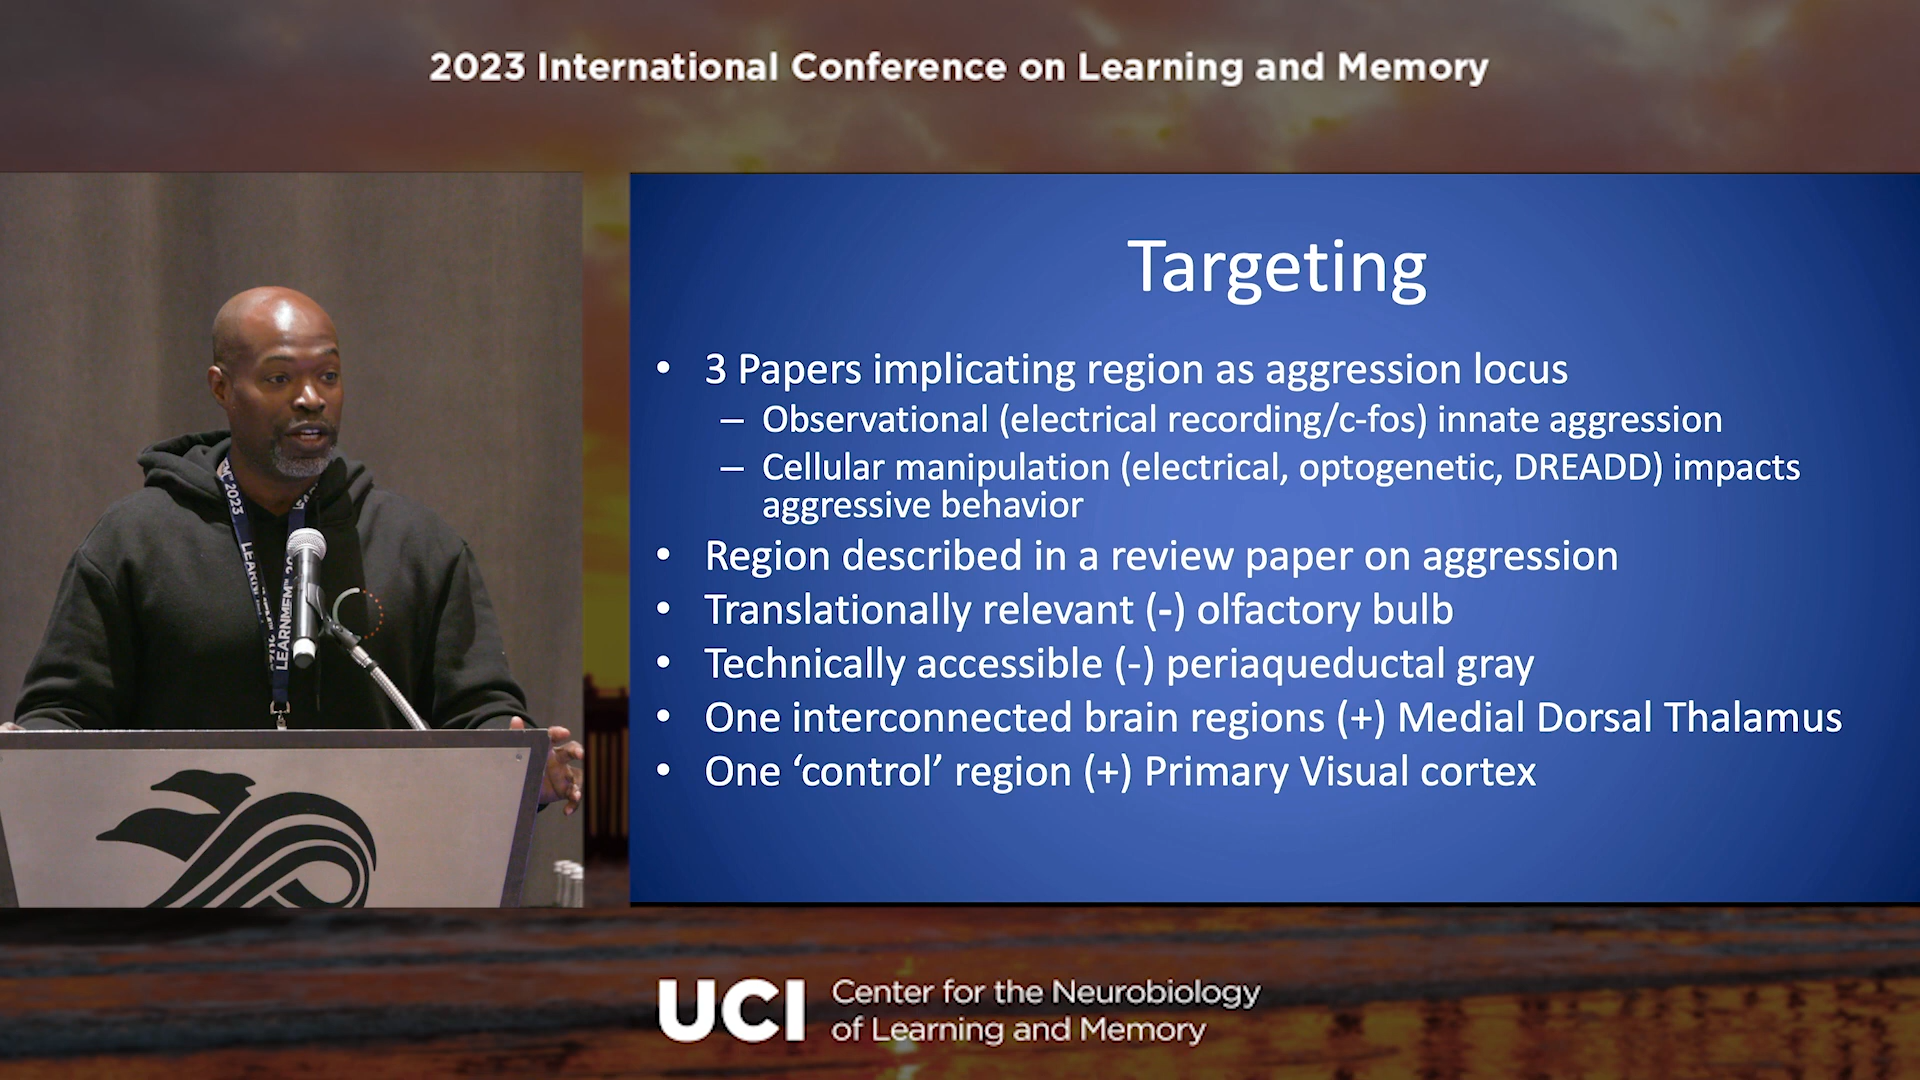 2023 International Conference on Learning and Memory
Targeting
• 3 Papers implicating region as aggression locus
– Observational (electrical recording/c-fos) innate aggression
– Cellular manipulation (electrical, optogenetic, DREADD) impacts
aggressive behavior
• Region described in a review paper on aggression
• Translationally relevant (-) olfactory bulb
• Technically accessible (-) periaqueductal gray
• One interconnected brain regions (+) Medial Dorsal Thalamus
• One ‘control’ region (+) Primary Visual cortex
2023
LEARNMEM
UCI
Center for the Neurobiology
of Learning and Memory